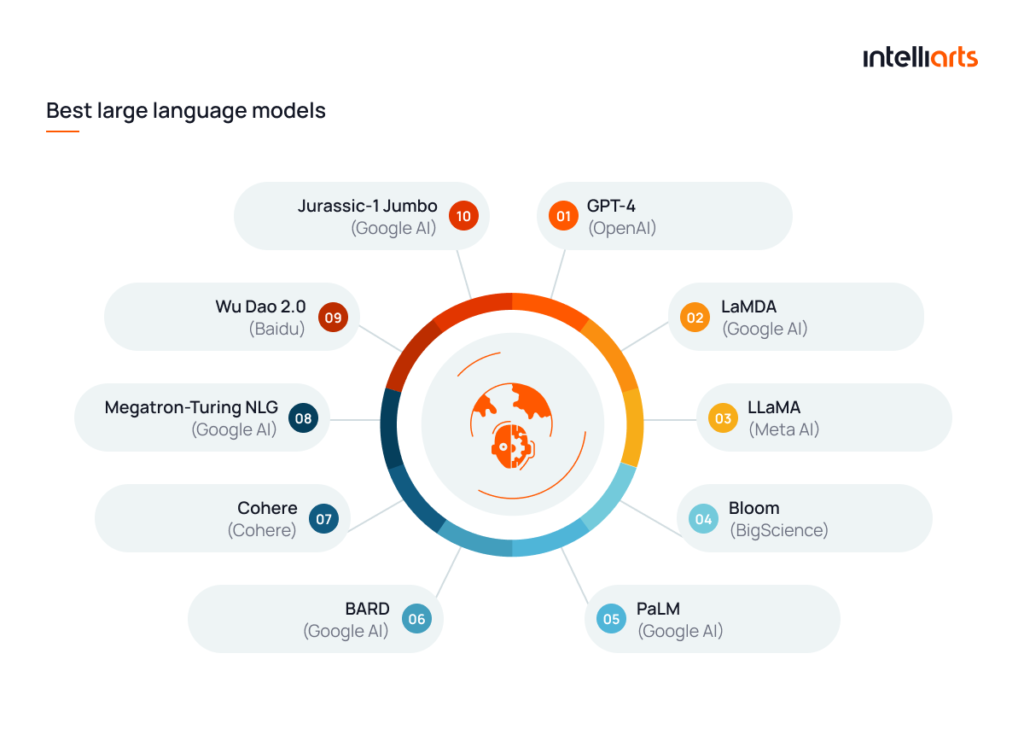 intelliarts
Best large language models
Jurassic-1 Jumbo
(Google AI)
10
01
GPT-4
(OpenAI)
Wu Dao 2.0
(Baidu)
09
02
LaMDA
(Google AI)
Megatron-Turing NLG
(Google AI)
08
03
LLaMA
(Meta AI)
Cohere
(Cohere)
07
04
Bloom
(BigScience)
BARD
(Google AI)
06
05
PaLM
(Google AI)